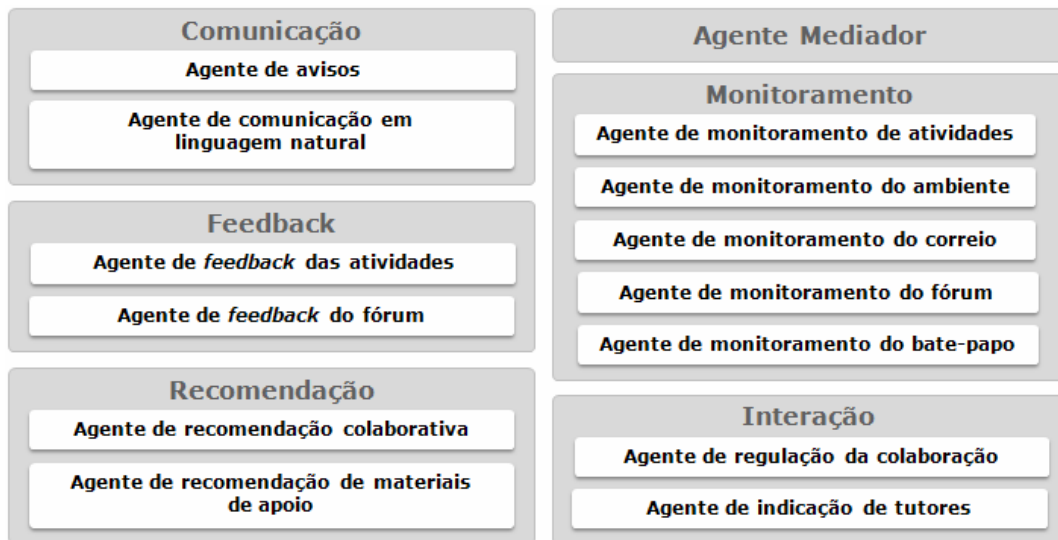 Comunicação
Agente de avisos
Agente de comunicação em
linguagem natural
Feedback
Agente de feedback das atividades
Agente de feedback do fórum
Recomendação
Agente de recomendação colaborativa
Agente de recomendação de materiais
de apoio
Agente Mediador
Monitoramento
Agente de monitoramento de atividades
Agente de monitoramento do ambiente
Agente de monitoramento do correio
Agente de monitoramento do fórum
Agente de monitoramento do bate-papo
Interação
Agente de regulação da colaboração
Agente de indicação de tutores